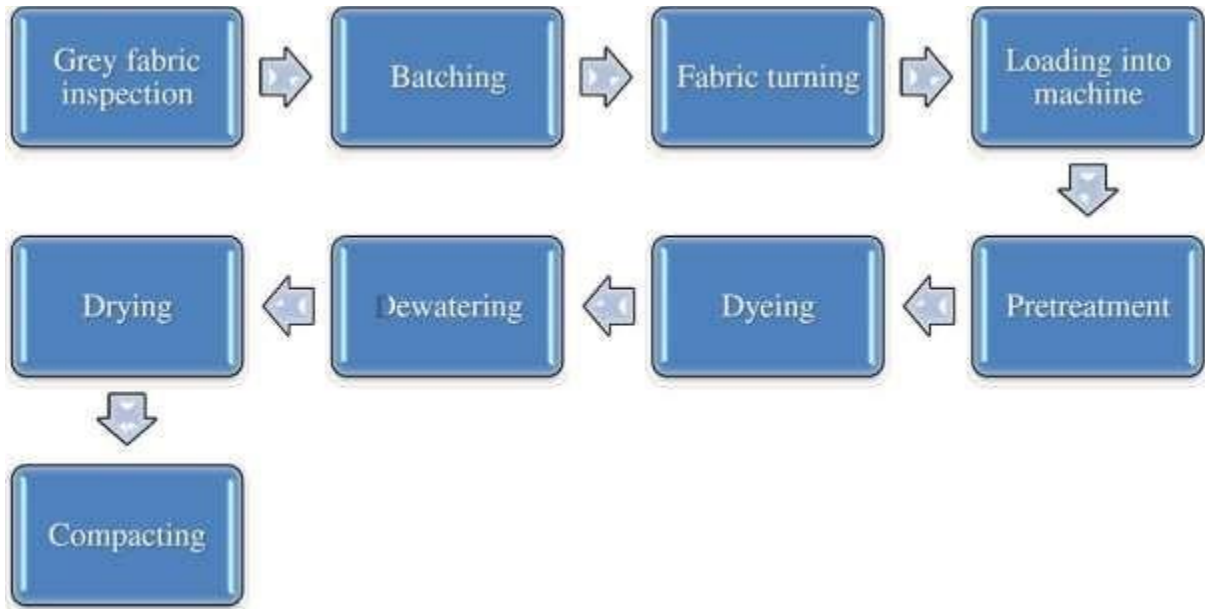 Grey fabric
inspection
Batching
Fabric turning
Loading into
machine
Pretreatment
Dyeing
Dewatering
Drying
Compacting